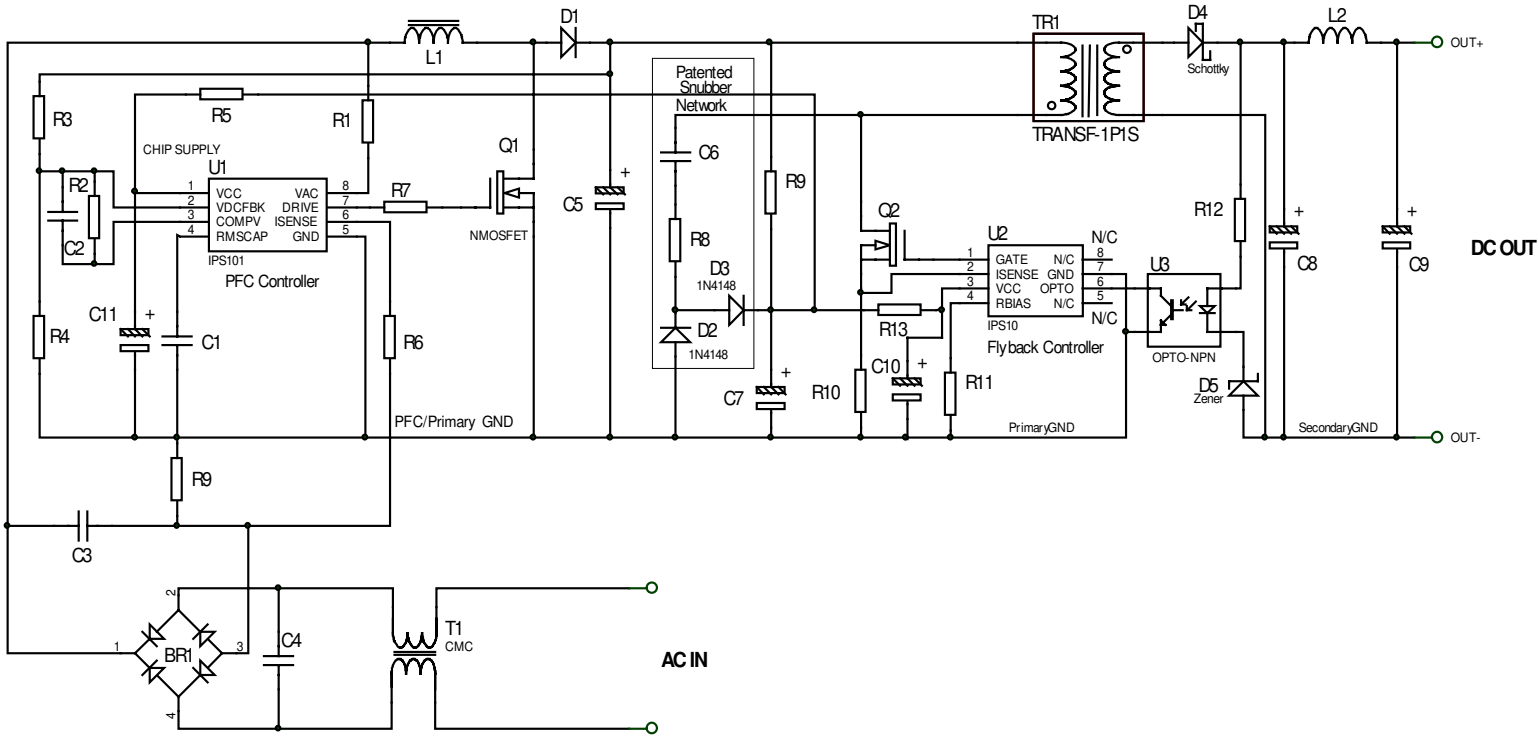 D1
L1
R3
R5
R1
CHIP SUPPLY
U1
Q1
R2
C2
1 VCC VAC 8
2 VDCFBK DRIVE 7
3 COMPV ISENSE 6
4 RMSCAP GND 5
IPS101
PFC Controller
R7
NMOSFET
C5
+
R4
C11
+
C1
R6
PFC/Primary GND
R9
C3
Patented
Snubber
Network
C6
R8
D3
1N4148
D2
1N4148
R9
C7
+
TR1
TRANSF-1P1S
D4
Schottky
L2
OUT+
Q2
U2
N/C
1 GATE N/C 8
2 ISENSE GND 7
3 VCC OPTO 6
4 RBIAS N/C 5
N/C
IPS10
Flyback Controller
R13
C10
+
R10
R11
PrimaryGND
U3
OPTO-NPN
R12
D5
Zener
C8
+
C9
+
DC OUT
SecondaryGND
OUT-
2
1
BR1
3
4
C4
T1
CMC
AC IN